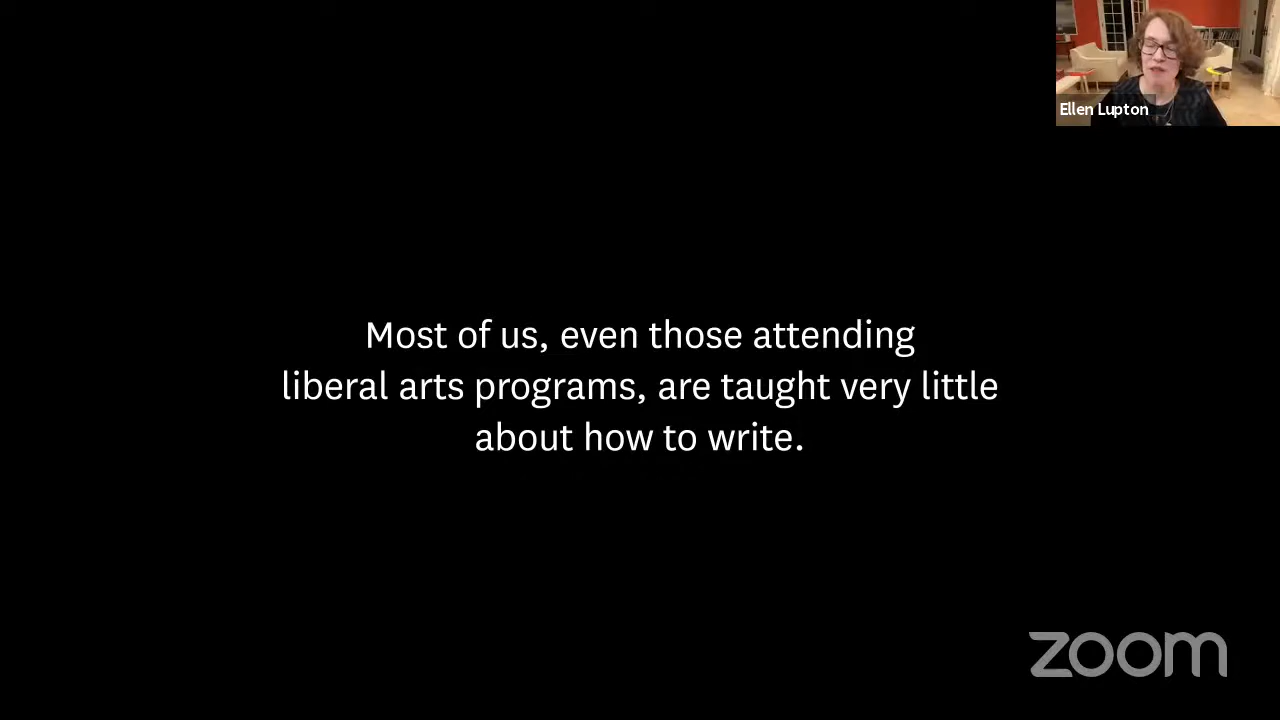 Ellen Lupton
Most of us, even those attending
liberal arts programs, are taught very little
about how to write.
zoom